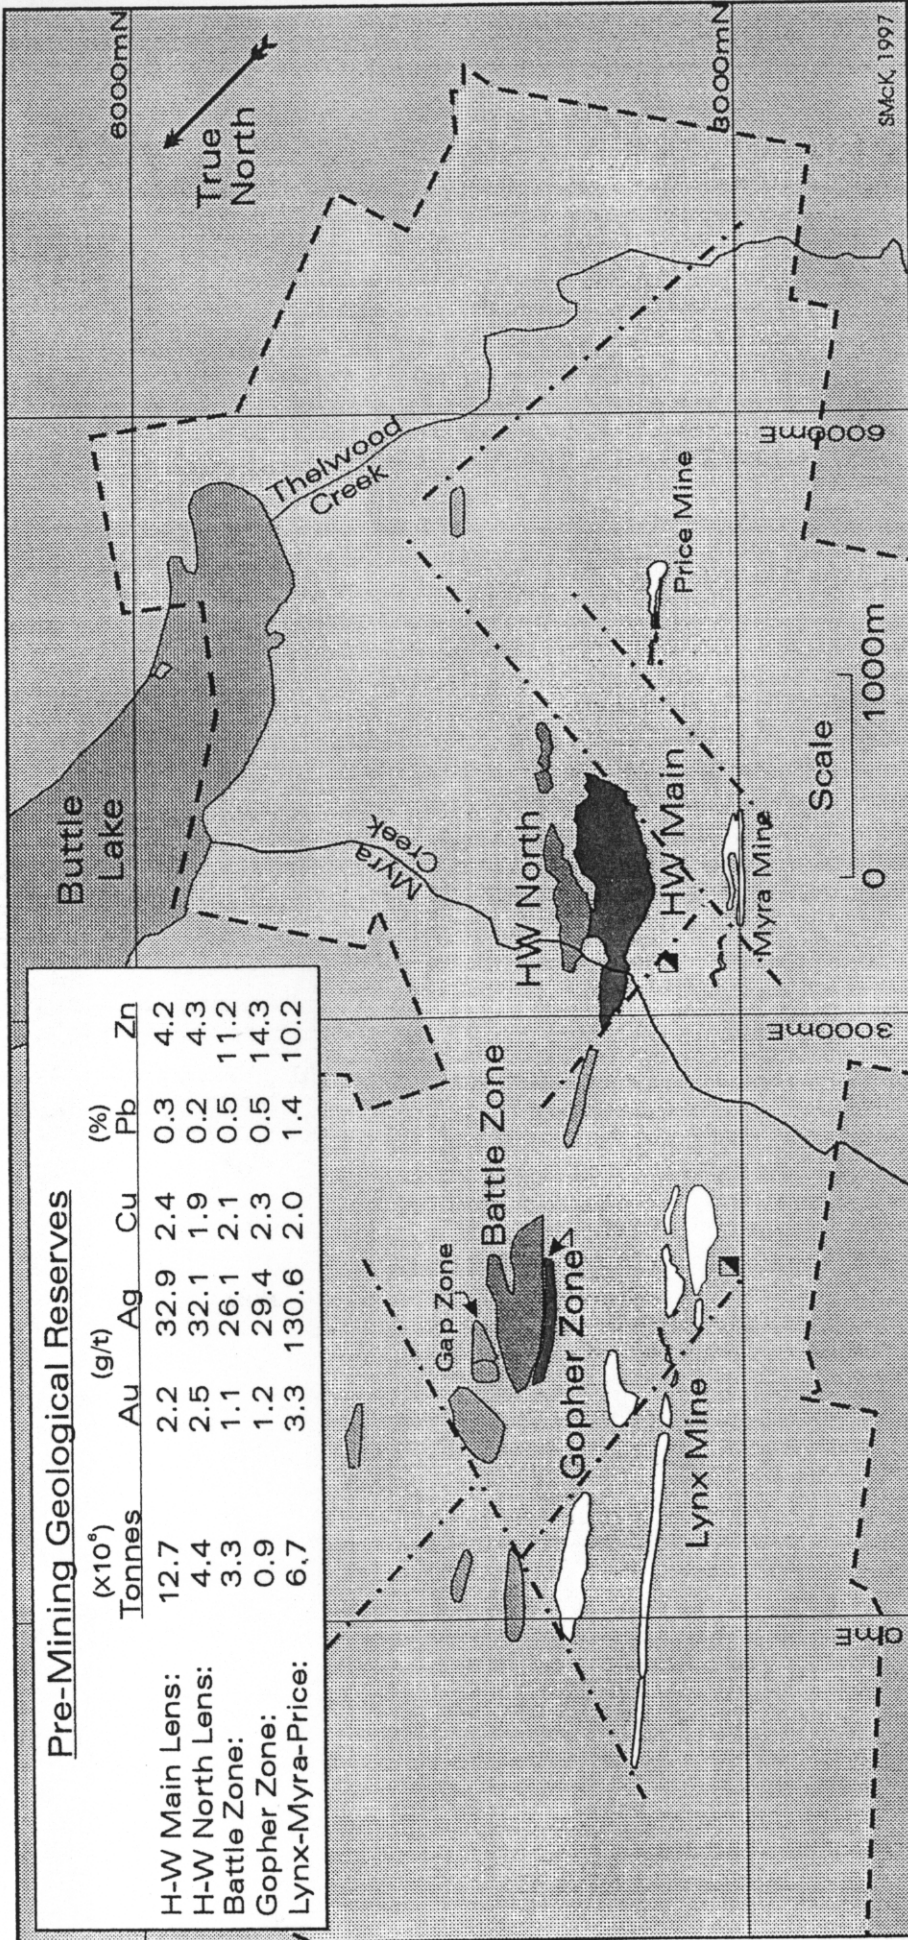 Pre-Mining Geological Reserves
(x10⁶) (g/t) (%)
Tonnes Au Ag Cu Pb Zn
H-W Main Lens: 12.7 2.2 32.9 2.4 0.3 4.2
H-W North Lens: 4.4 2.5 32.1 1.9 0.2 4.3
Battle Zone: 3.3 1.1 26.1 2.1 0.5 11.2
Gopher Zone: 0.9 1.2 29.4 2.3 0.5 14.3
Lynx-Myra-Price: 6.7 3.3 130.6 2.0 1.4 10.2
Buttle
Lake
True
North
6000mN
Thelwood
Creek
Myra
Creek
Gap Zone
Battle Zone
HW North
Gopher Zone
HW Main
Price Mine
Lynx Mine
Myra Mine
3000mN
0mE
3000mE
6000mE
Scale
0 1000m
SMcK, 1997